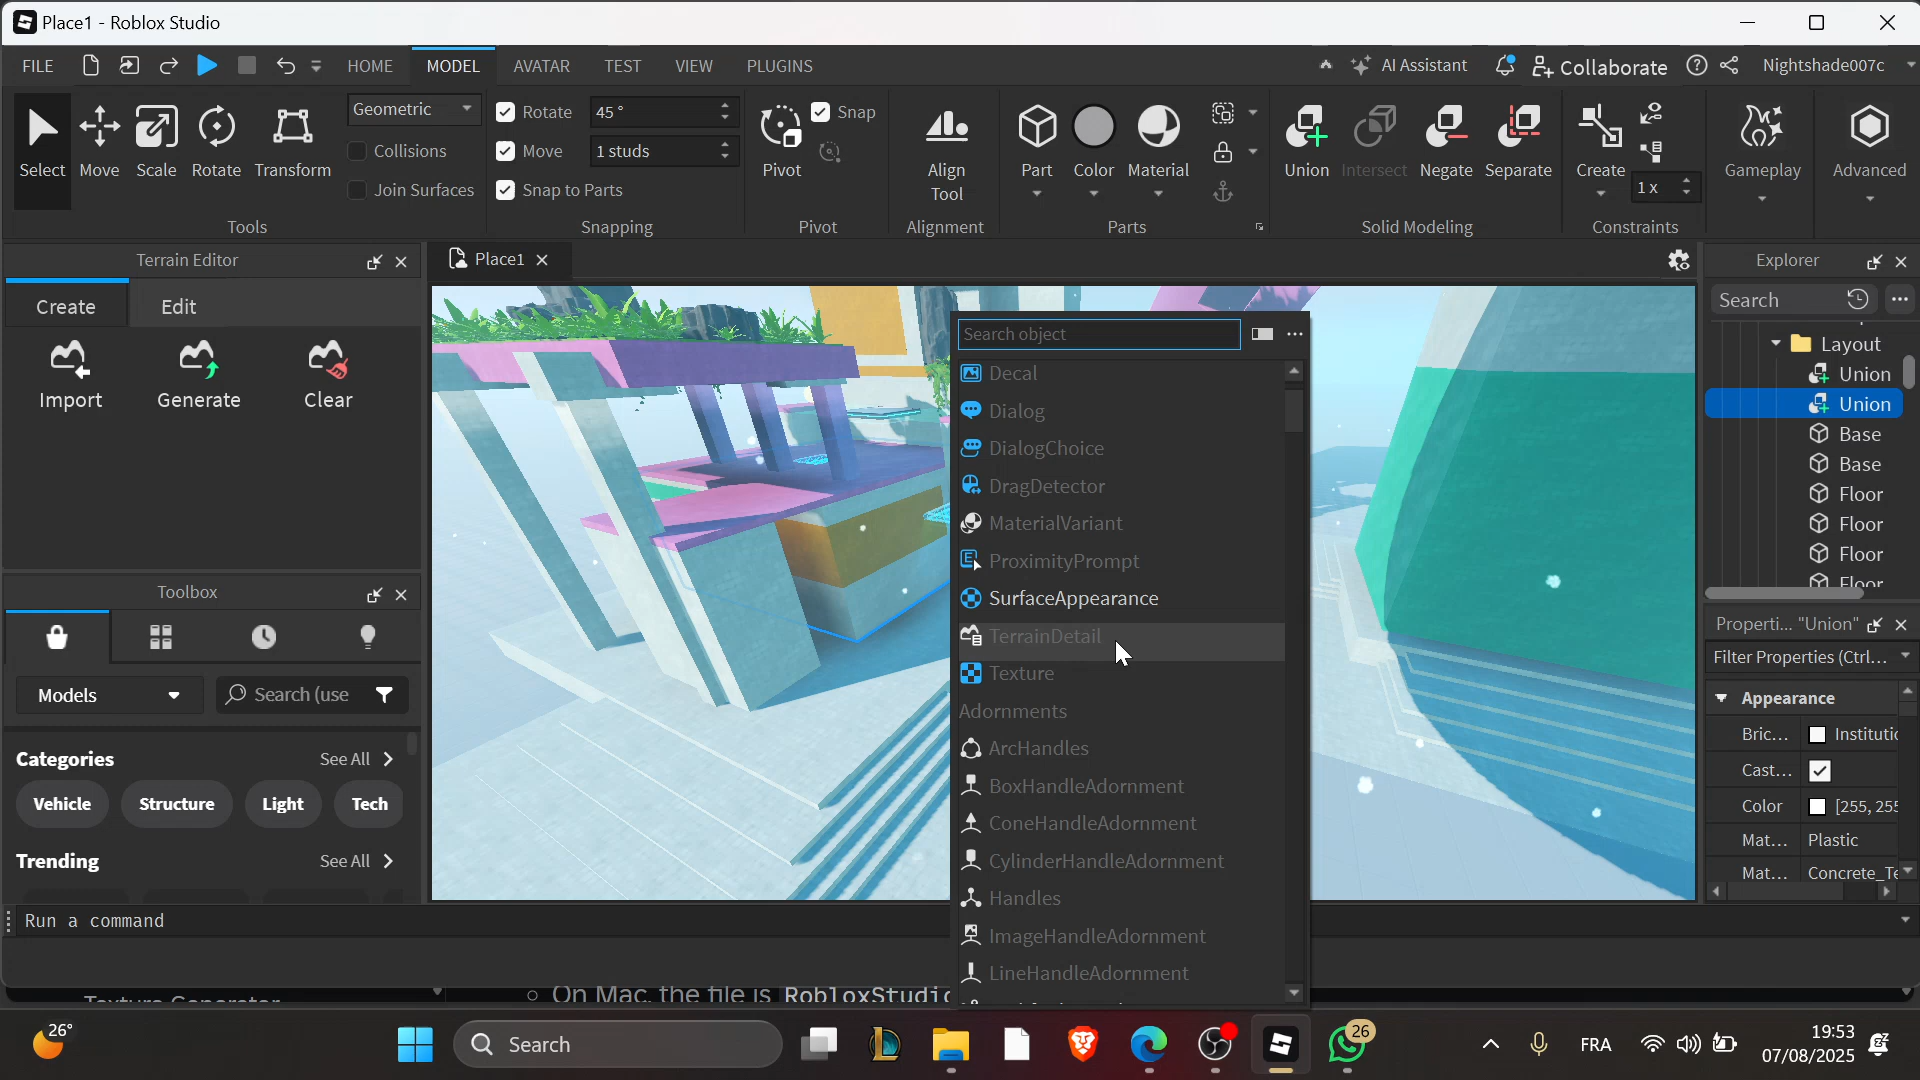 Place1 - Roblox Studio
FILE
HOME
MODEL
AVATAR
TEST
VIEW
PLUGINS
AI Assistant
Collaborate
Nightshade007c
Select
Move
Scale
Rotate
Transform
Geometric
Collisions
Join Surfaces
Tools
Rotate
45 °
Move
1 studs
Snap to Parts
Snapping
Pivot
Snap
Pivot
Align
Tool
Alignment
Part
Color
Material
Parts
Union
Intersect
Negate
Separate
Solid Modeling
Create
1 x
Constraints
Gameplay
Advanced
Terrain Editor
Create
Edit
Import
Generate
Clear
Toolbox
Models
Search (use
Categories
See All
Vehicle
Structure
Light
Tech
Trending
See All
Place1
Search object
Decal
Dialog
DialogChoice
DragDetector
MaterialVariant
ProximityPrompt
SurfaceAppearance
TerrainDetail
Texture
Adornments
ArcHandles
BoxHandleAdornment
ConeHandleAdornment
CylinderHandleAdornment
Handles
ImageHandleAdornment
LineHandleAdornment
Explorer
Search
Layout
Union
Union
Base
Base
Floor
Floor
Floor
Floor
Properti... "Union"
Filter Properties (Ctrl...
Appearance
Bric...
Institutio
Cast...
Color
[255, 255
Mat...
Plastic
Mat...
Concrete_Te
Run a command
Texture Generator
On Mac, the file is RobloxStudio
26°
Search
26
FRA
19:53
07/08/2025